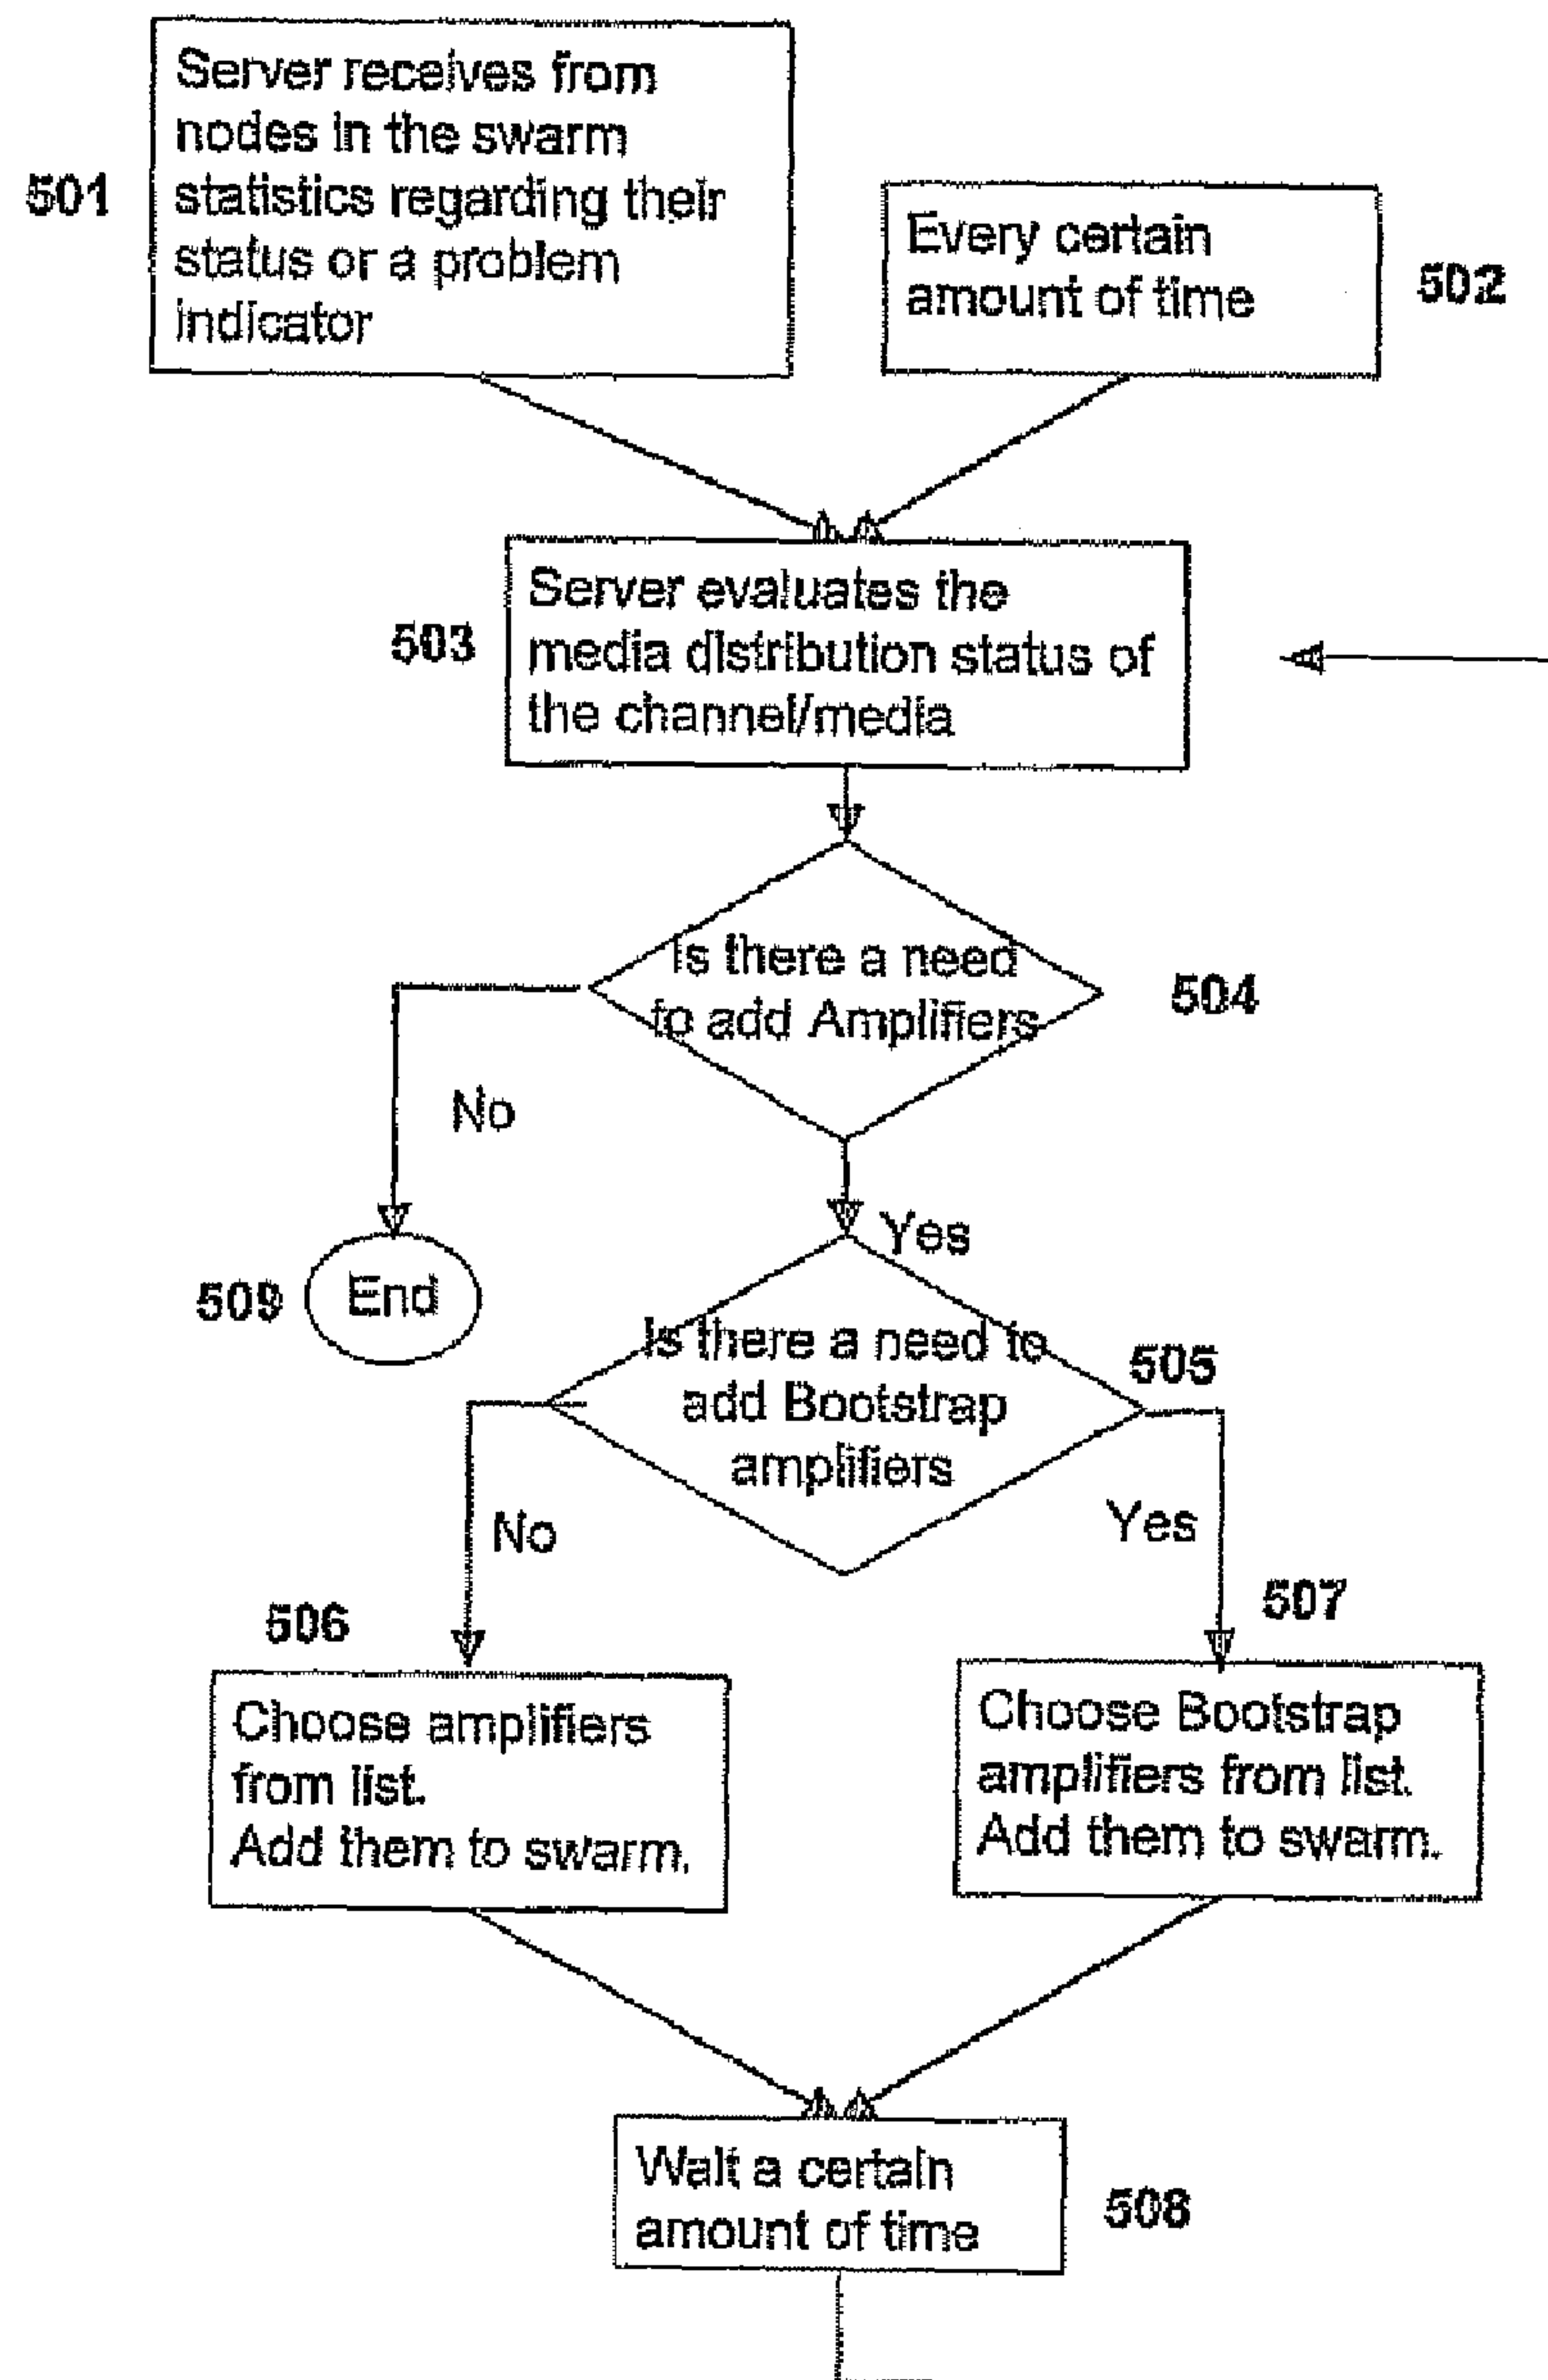 Server receives from
nodes in the swarm
statistics regarding their
status or a problem
indicator
501
Every certain
amount of time
502
Server evaluates the
media distribution status of
the channel/media
503
Is there a need
to add Amplifiers
504
No
Yes
509
End
Is there a need to
add Bootstrap
amplifiers
505
No
Yes
506
507
Choose amplifiers
from list.
Add them to swarm.
Choose Bootstrap
amplifiers from list.
Add them to swarm.
Wait a certain
amount of time
508